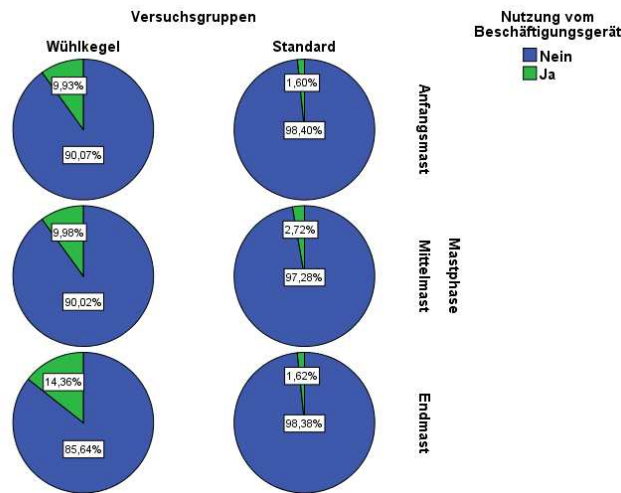 Versuchsgruppen
Wühlkegel
Standard
Nutzung vom
Beschäftigungsgerät
Nein
Ja
9,93%
90,07%
1,60%
98,40%
Anfangsmast
9,98%
90,02%
2,72%
97,28%
Mittelmast
Mastphase
14,36%
85,64%
1,62%
98,38%
Endmast